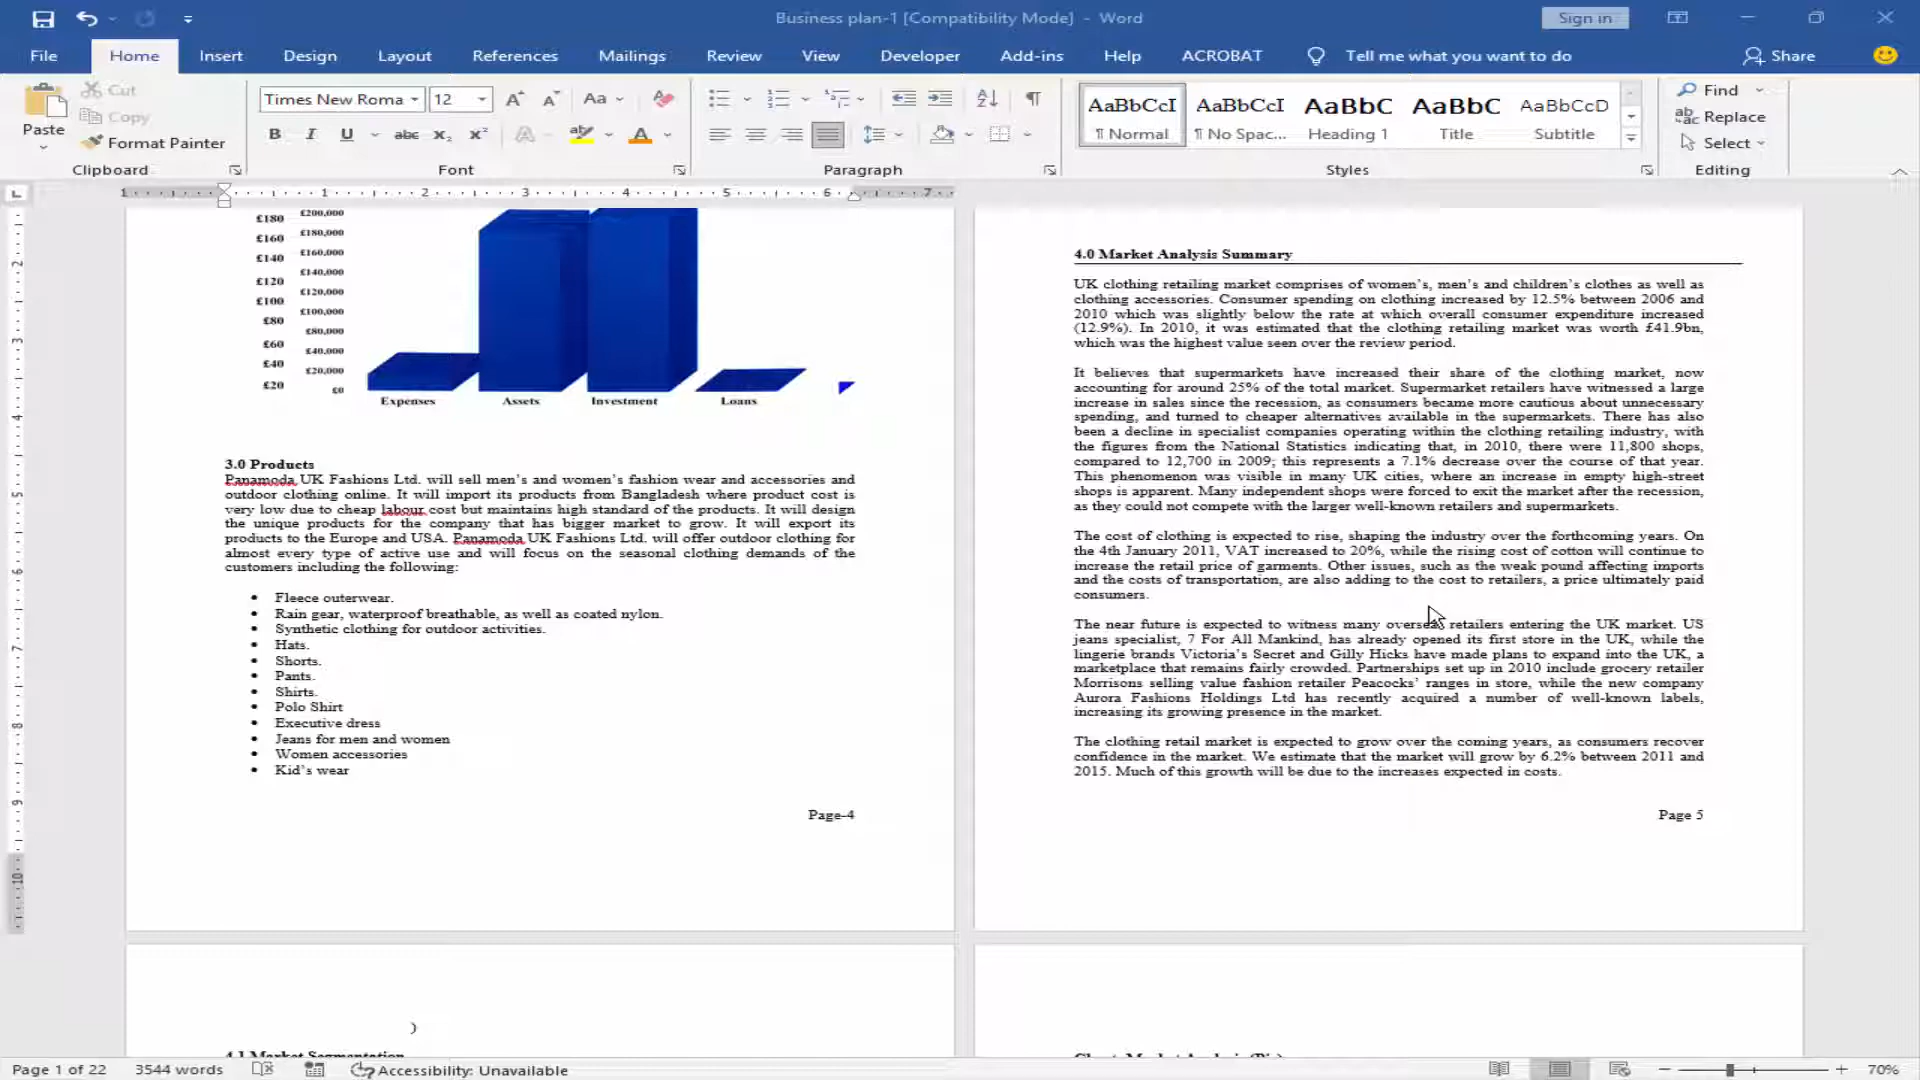 Business plan-1 [Compatibility Mode] - Word
Sign in
File Home Insert Design Layout References Mailings Review View Developer Add-ins Help ACROBAT Tell me what you want to do Share
Paste
Cut
Copy
Format Painter
Clipboard
Times New Roma 12
Aa
B I U abc X₂ X² A A
Font
Paragraph
AaBbCcI AaBbCcI AaBbC AaBbC AaBbCcD
¶ Normal ¶ No Spac... Heading 1 Title Subtitle
Styles
Find
Replace
Select
Editing
1 1 2 3 4 5 6 7
2
3
4
5
6
7
8
9
10
£180 £200,000
£160 £180,000
£140 £160,000
£120 £140,000
£100 £120,000
£80 £100,000
£60 £80,000
£40 £40,000
£20 £20,000
£0
Expenses Assets Investment Loans
3.0 Products
Panamoda UK Fashions Ltd. will sell men's and women's fashion wear and accessories and
outdoor clothing online. It will import its products from Bangladesh where product cost is
very low due to cheap labour cost but maintains high standard of the products. It will design
the unique products for the company that has bigger market to grow. It will export its
products to the Europe and USA. Panamoda UK Fashions Ltd. will offer outdoor clothing for
almost every type of active use and will focus on the seasonal clothing demands of the
customers including the following:
• Fleece outerwear.
• Rain gear, waterproof breathable, as well as coated nylon.
• Synthetic clothing for outdoor activities.
• Hats.
• Shorts.
• Pants.
• Shirts.
• Polo Shirt
• Executive dress
• Jeans for men and women
• Women accessories
• Kid's wear
Page-4
4.0 Market Analysis Summary
UK clothing retailing market comprises of women's, men's and children's clothes as well as
clothing accessories. Consumer spending on clothing increased by 12.5% between 2006 and
2010 which was slightly below the rate at which overall consumer expenditure increased
(12.9%). In 2010, it was estimated that the clothing retailing market was worth £41.9bn,
which was the highest value seen over the review period.
It believes that supermarkets have increased their share of the clothing market, now
accounting for around 25% of the total market. Supermarket retailers have witnessed a large
increase in sales since the recession, as consumers became more cautious about unnecessary
spending, and turned to cheaper alternatives available in the supermarkets. There has also
been a decline in specialist companies operating within the clothing retailing industry, with
the figures from the National Statistics indicating that, in 2010, there were 11,800 shops,
compared to 12,700 in 2009; this represents a 7.1% decrease over the course of that year.
This phenomenon was visible in many UK cities, where an increase in empty high-street
shops is apparent. Many independent shops were forced to exit the market after the recession,
as they could not compete with the larger well-known retailers and supermarkets.
The cost of clothing is expected to rise, shaping the industry over the forthcoming years. On
the 4th January 2011, VAT increased to 20%, while the rising cost of cotton will continue to
increase the retail price of garments. Other issues, such as the weak pound affecting imports
and the costs of transportation, are also adding to the cost to retailers, a price ultimately paid
consumers.
The near future is expected to witness many overseas retailers entering the UK market. US
jeans specialist, 7 For All Mankind, has already opened its first store in the UK, while the
lingerie brands Victoria's Secret and Gilly Hicks have made plans to expand into the UK, a
marketplace that remains fairly crowded. Partnerships set up in 2010 include grocery retailer
Morrisons selling value fashion retailer Peacocks' ranges in store, while the new company
Aurora Fashions Holdings Ltd has recently acquired a number of well-known labels,
increasing its growing presence in the market.
The clothing retail market is expected to grow over the coming years, as consumers recover
confidence in the market. We estimate that the market will grow by 6.2% between 2011 and
2015. Much of this growth will be due to the increases expected in costs.
Page 5
)
4.1 Market Segmentation
Chart: Market Analysis (Pie)
Page 1 of 22 3544 words Accessibility: Unavailable 70%